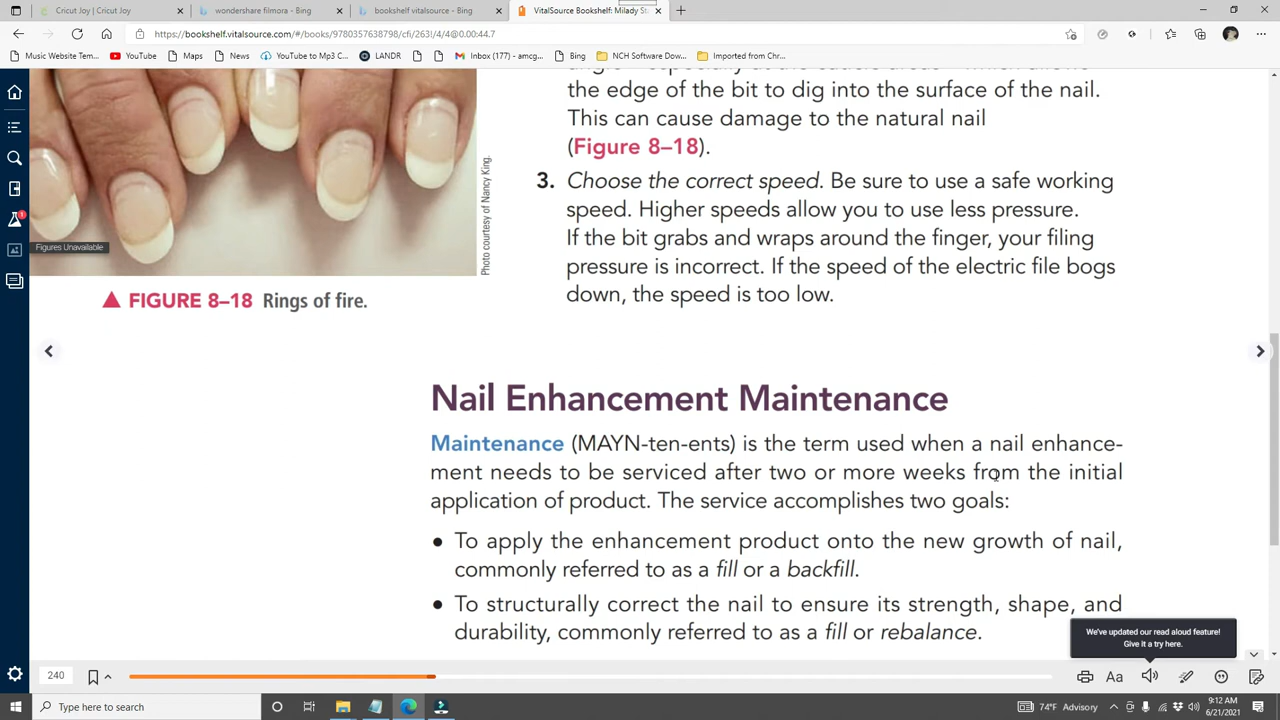 Cricut Joy | Cricut Joy
wondershare filmora - Bing
bookshelf vitalsource - Bing
VitalSource Bookshelf: Milady St
https://bookshelf.vitalsource.com/#/books/9780357638798/cfi/263!/4/4@0.00:44.7
Music Website Tem...
YouTube
Maps
News
YouTube to Mp3 C...
LANDR
Inbox (177) - amcg...
Bing
NCH Software Dow...
Imported from Chr...
the edge of the bit to dig into the surface of the nail.
This can cause damage to the natural nail
(Figure 8–18).
3. Choose the correct speed. Be sure to use a safe working
speed. Higher speeds allow you to use less pressure.
If the bit grabs and wraps around the finger, your filing
pressure is incorrect. If the speed of the electric file bogs
down, the speed is too low.
Photo courtesy of Nancy King.
Figures Unavailable
▲ FIGURE 8–18 Rings of fire.
Nail Enhancement Maintenance
Maintenance (MAYN-ten-ents) is the term used when a nail enhance-
ment needs to be serviced after two or more weeks from the initial
application of product. The service accomplishes two goals:
● To apply the enhancement product onto the new growth of nail,
commonly referred to as a fill or a backfill.
● To structurally correct the nail to ensure its strength, shape, and
durability, commonly referred to as a fill or rebalance.
We've updated our read aloud feature!
Give it a try here.
240
Aa
Type here to search
74°F Advisory
9:12 AM
6/21/2021
1